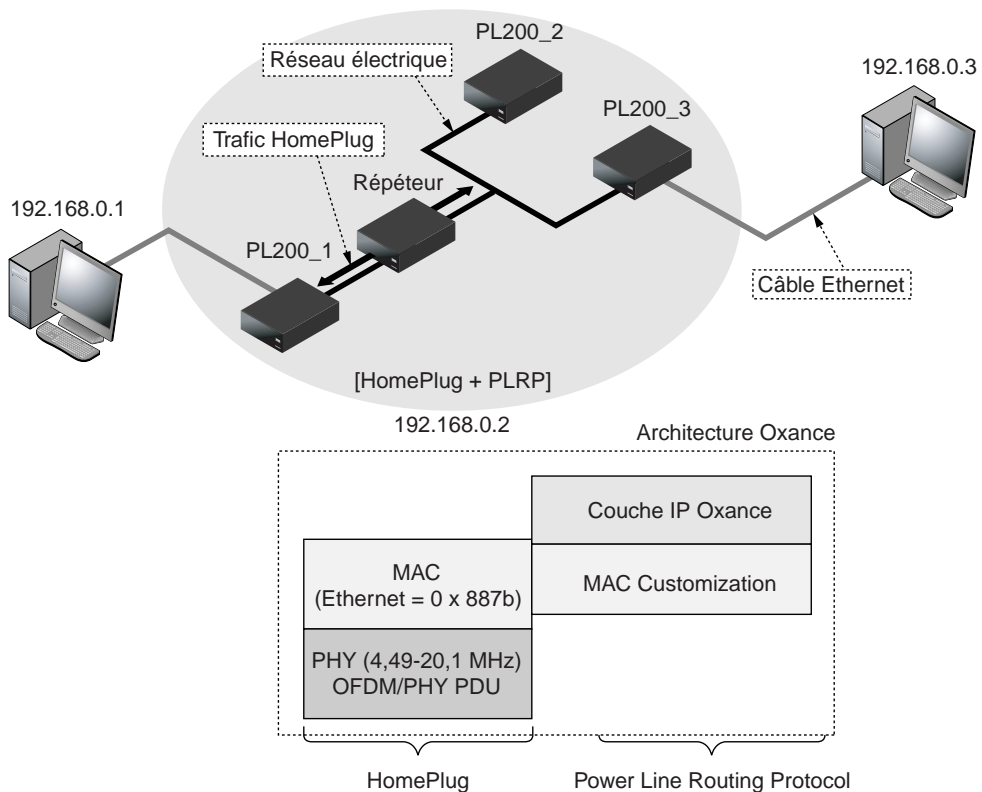 PL200_2
Réseau électrique
192.168.0.3
PL200_3
Trafic HomePlug
Répéteur
192.168.0.1
PL200_1
Câble Ethernet
[HomePlug + PLRP]
192.168.0.2
Architecture Oxance
Couche IP Oxance
MAC
(Ethernet = 0 x 887b)
MAC Customization
PHY (4,49-20,1 MHz)
OFDM/PHY PDU
HomePlug
Power Line Routing Protocol